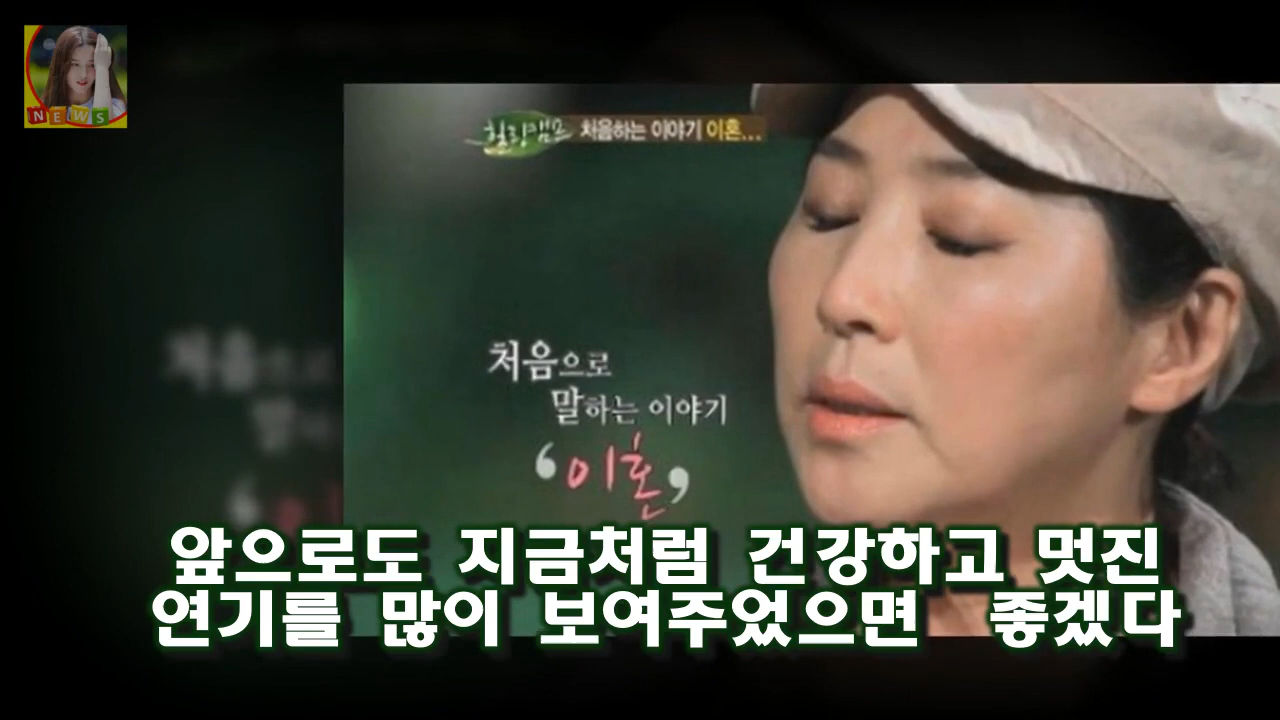 NEWS
힐링캠프 처음하는 이야기 이혼...
처음으로
말하는 이야기
'이혼'
앞으로도 지금처럼 건강하고 멋진
연기를 많이 보여주었으면 좋겠다